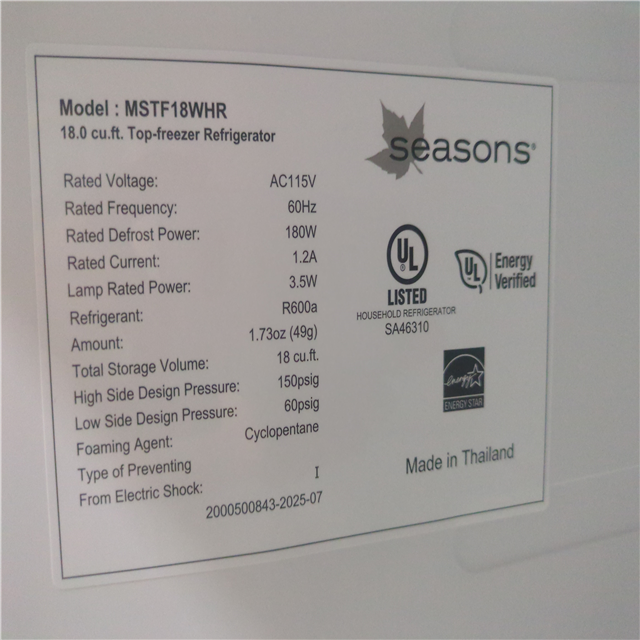 Model : MSTF18WHR
18.0 cu.ft. Top-freezer Refrigerator
seasons®
Rated Voltage: AC115V
Rated Frequency: 60Hz
Rated Defrost Power: 180W
Rated Current: 1.2A
Lamp Rated Power: 3.5W
Refrigerant: R600a
Amount: 1.73oz (49g)
Total Storage Volume: 18 cu.ft.
High Side Design Pressure: 150psig
Low Side Design Pressure: 60psig
Foaming Agent: Cyclopentane
Type of Preventing
From Electric Shock: I
2000500843-2025-07
UL
LISTED
HOUSEHOLD REFRIGERATOR
SA46310
UL
Energy
Verified
energy
ENERGY STAR
Made in Thailand